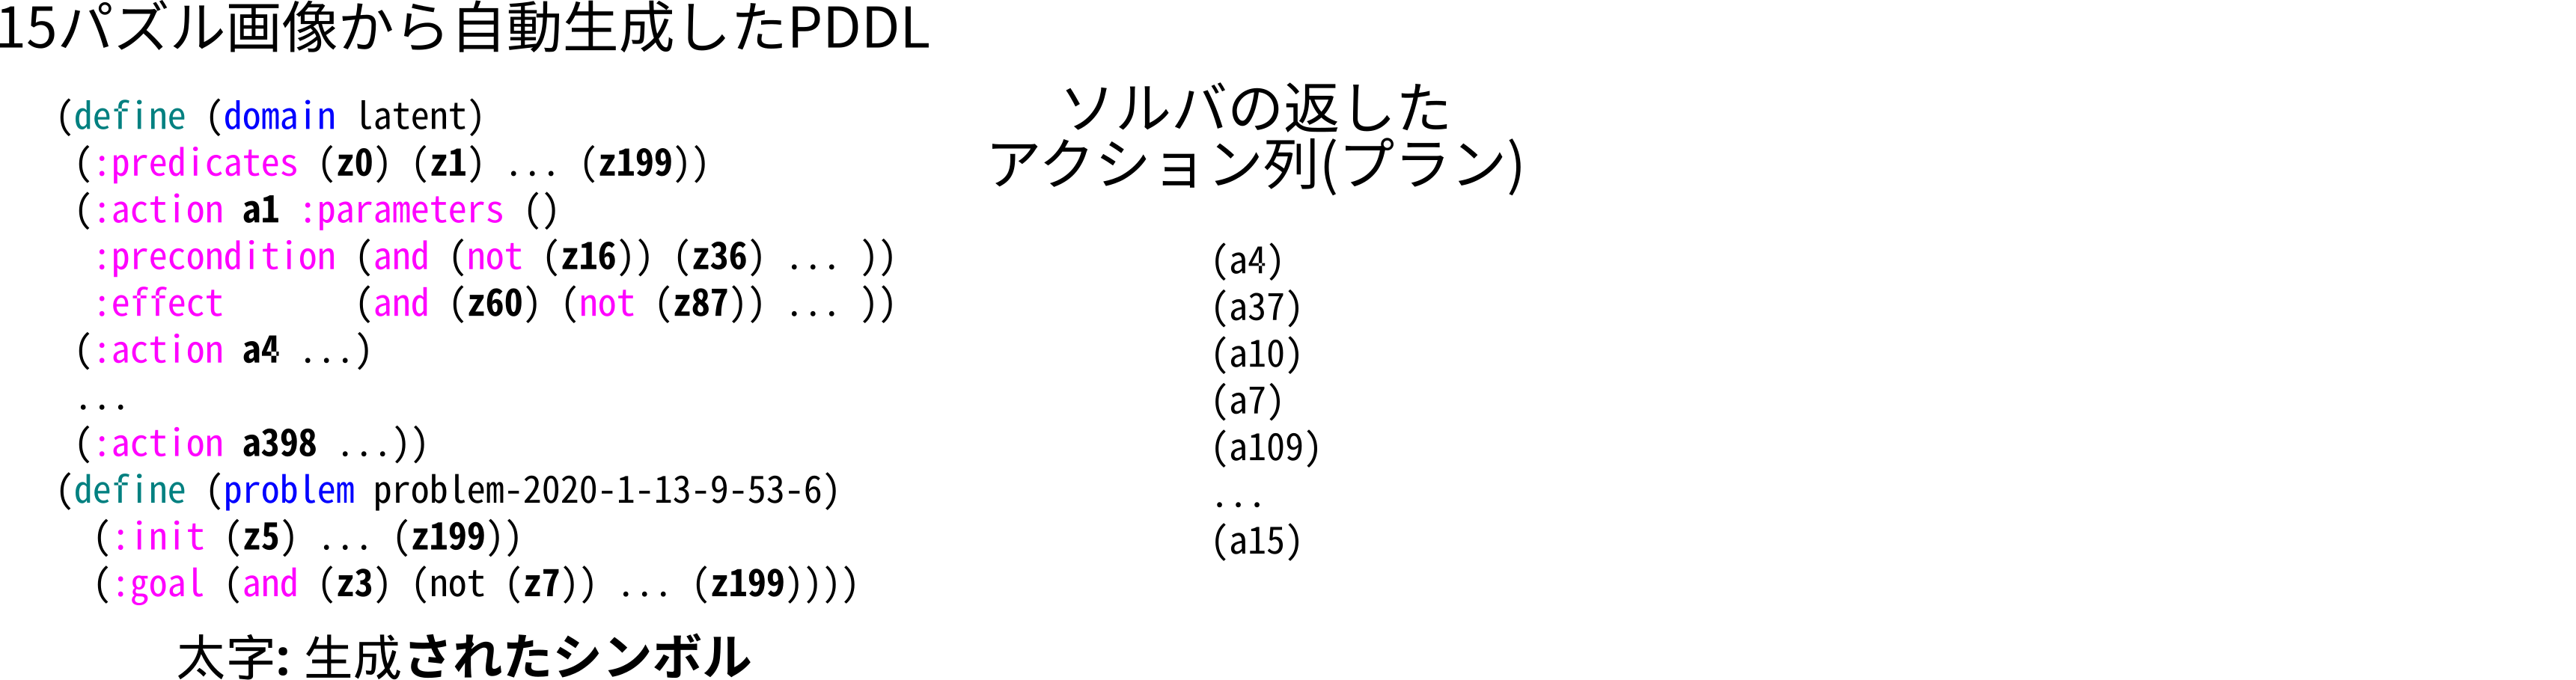 15パズル画像から自動生成したPDDL
(define (domain latent)
(:predicates (z0) (z1) ... (z199))
(:action a1 :parameters ()
:precondition (and (not (z16)) (z36) ... ))
:effect (and (z60) (not (z87)) ... ))
(:action a4 ...)
...
(:action a398 ...))
(define (problem problem-2020-1-13-9-53-6)
(:init (z5) ... (z199))
(:goal (and (z3) (not (z7)) ... (z199))))
太字: 生成されたシンボル
ソルバの返した
アクション列(プラン)
(a4)
(a37)
(a10)
(a7)
(a109)
...
(a15)